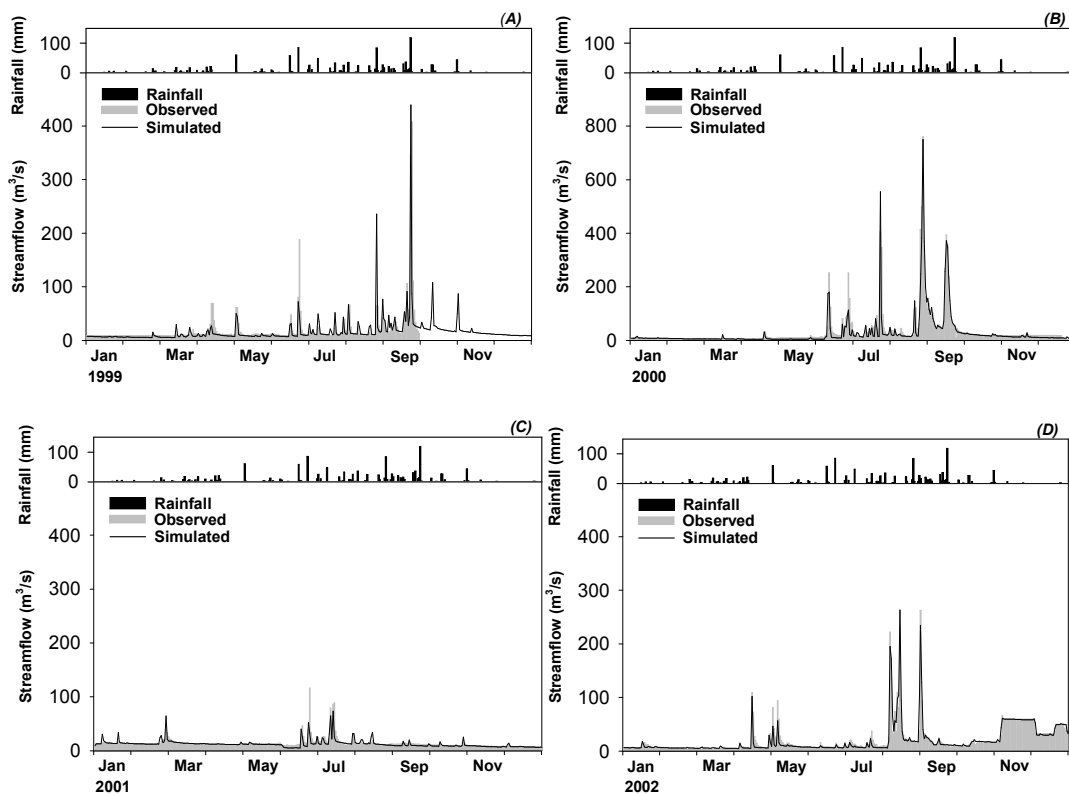 (A)
Rainfall (mm)
100
0
Rainfall
Observed
Simulated
Streamflow (m³/s)
400
300
200
100
0
Jan Mar May Jul Sep Nov
1999
(B)
Rainfall (mm)
100
0
Rainfall
Observed
Simulated
Streamflow (m³/s)
800
600
400
200
0
Jan Mar May Jul Sep Nov
2000
(C)
Rainfall (mm)
100
0
Rainfall
Observed
Simulated
Streamflow (m³/s)
400
300
200
100
0
Jan Mar May Jul Sep Nov
2001
(D)
Rainfall (mm)
100
0
Rainfall
Observed
Simulated
Streamflow (m³/s)
400
300
200
100
0
Jan Mar May Jul Sep Nov
2002